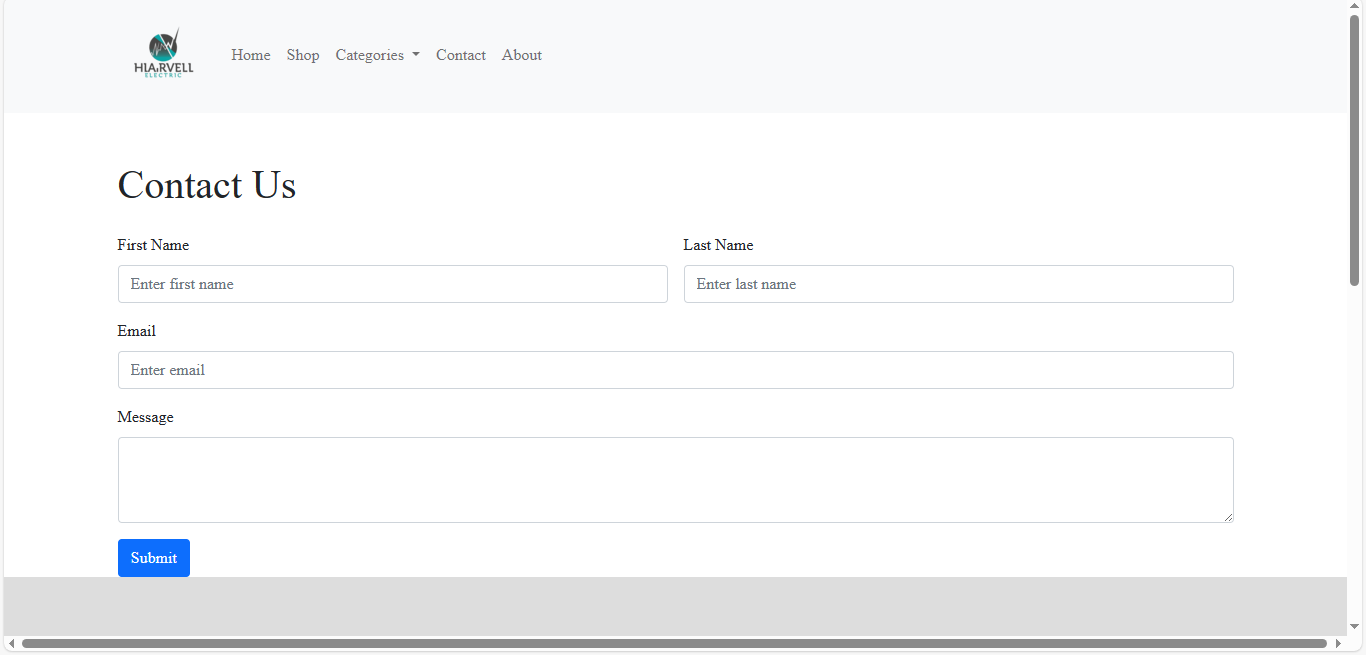 HIARVELL
ELECTRIC
Home Shop Categories Contact About
Contact Us
First Name Last Name
Enter first name Enter last name
Email
Enter email
Message
Submit